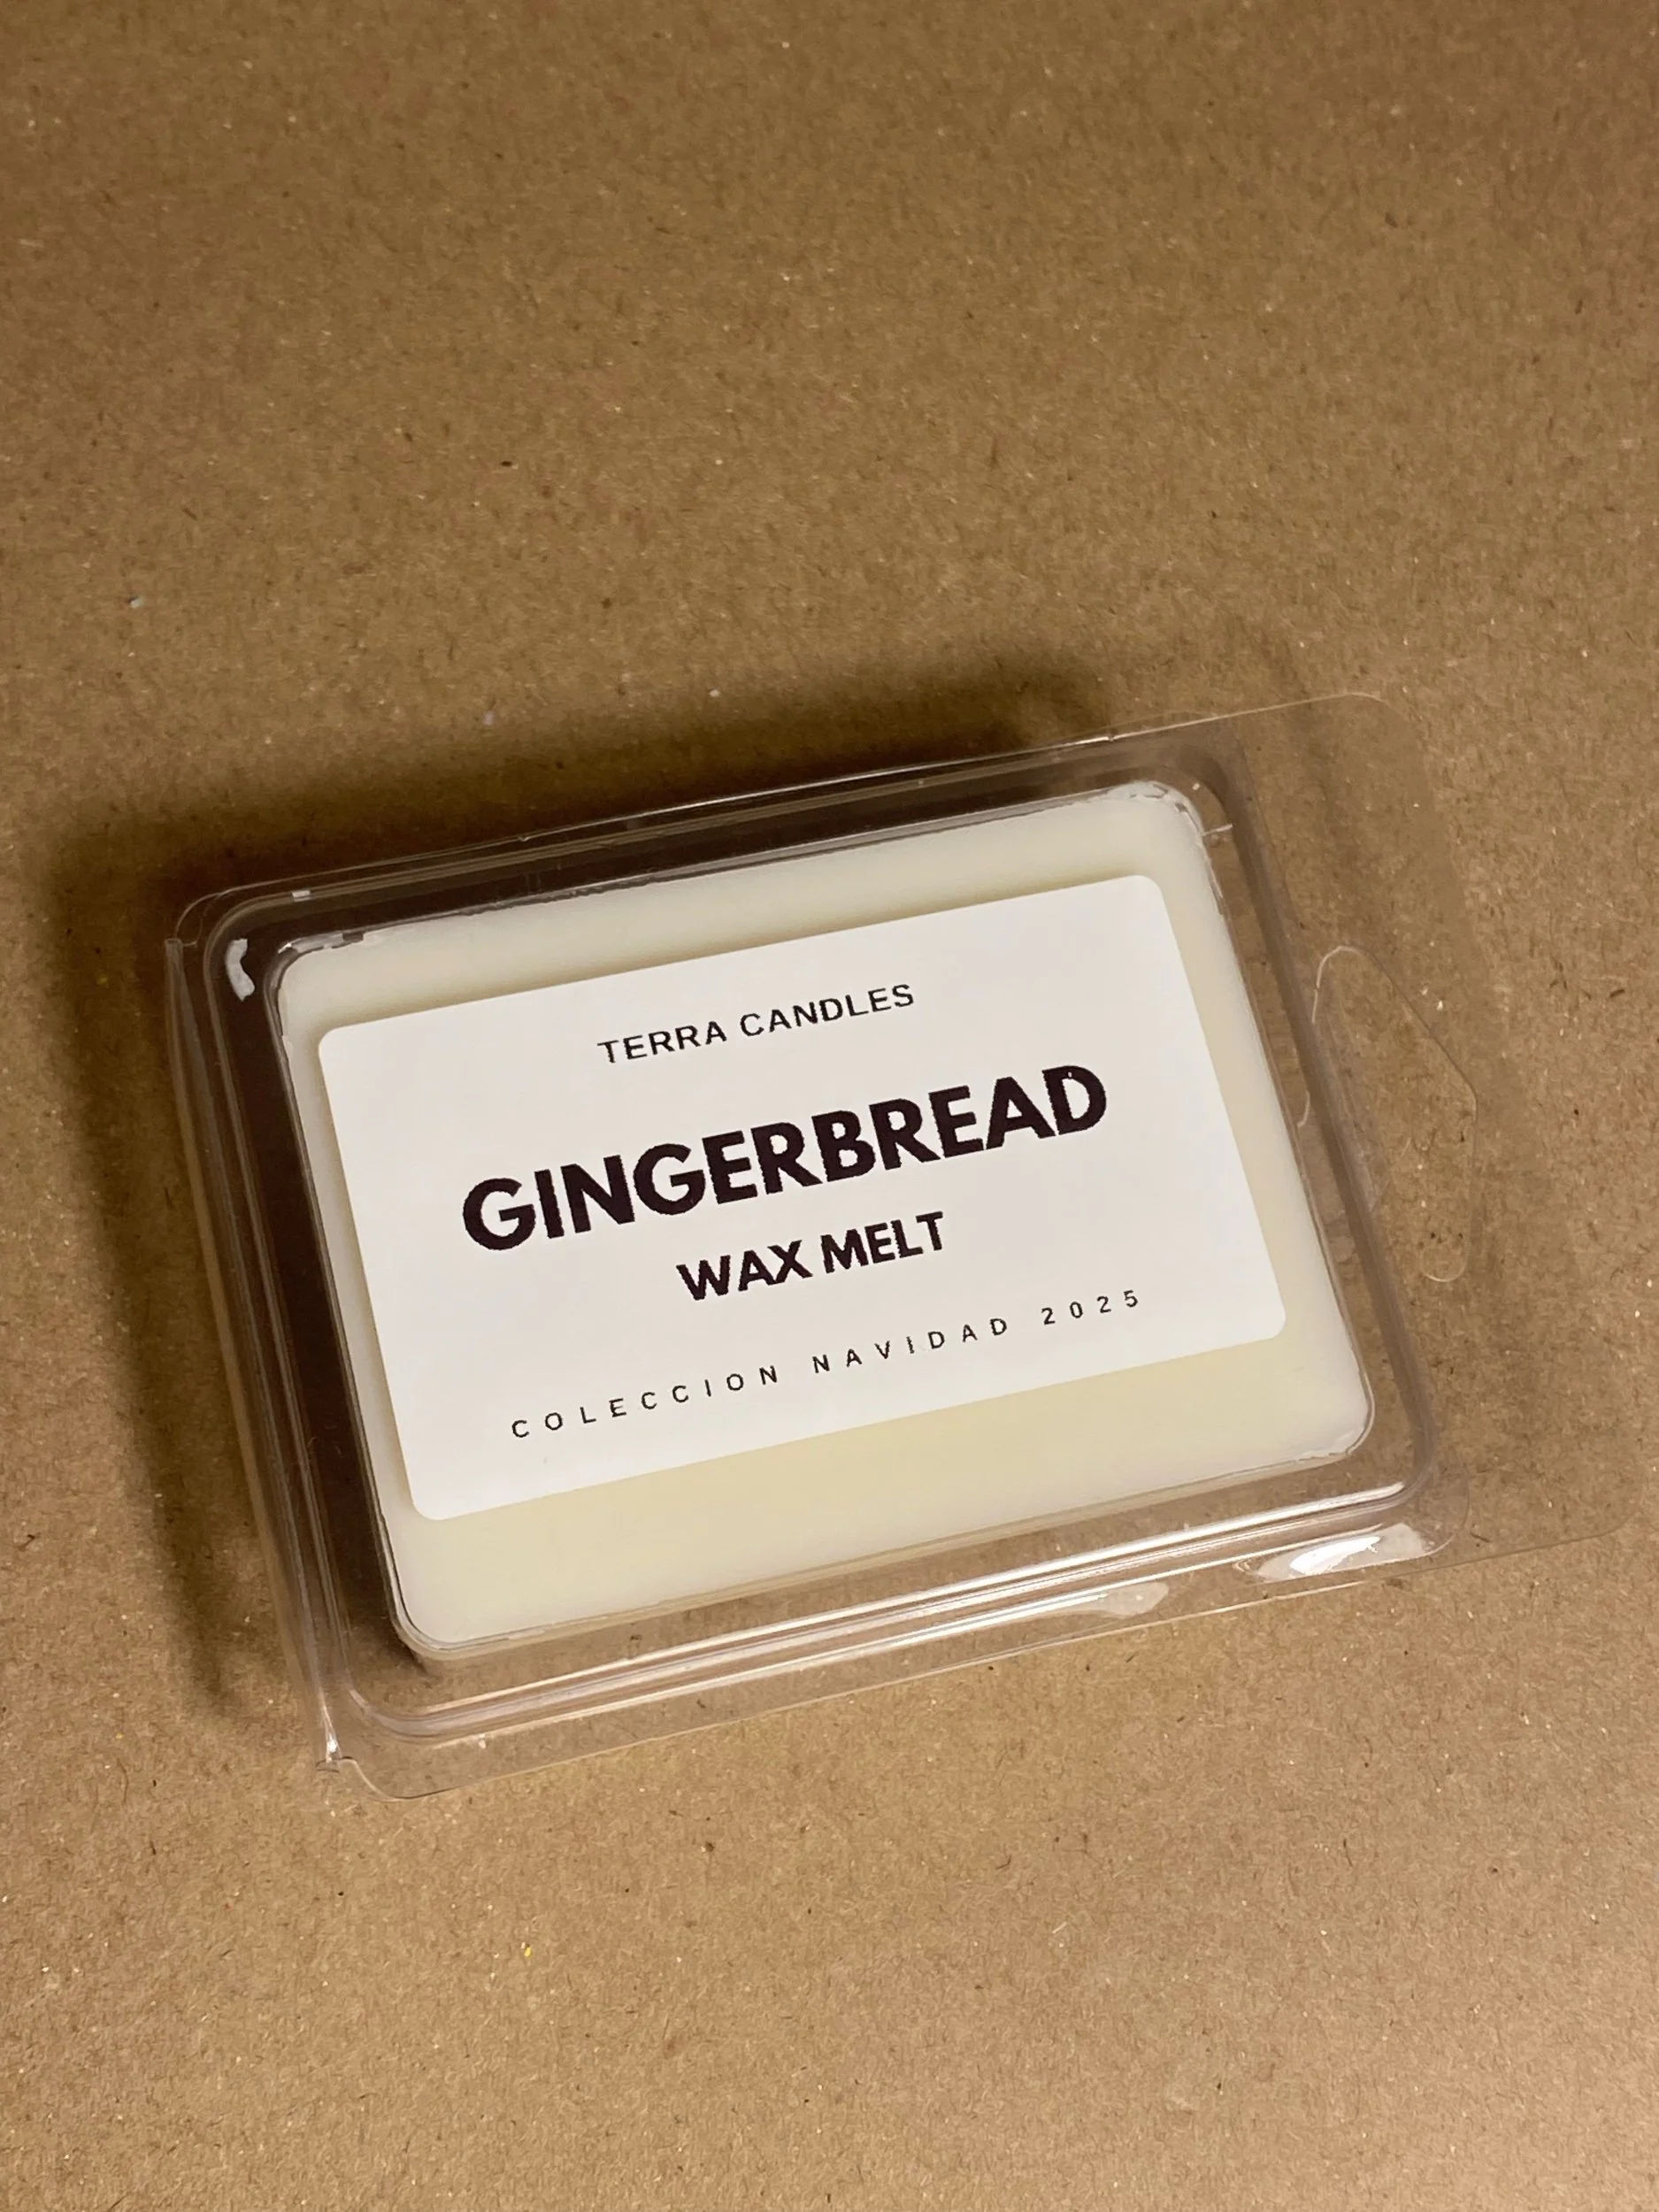 TERRA CANDLES
GINGERBREAD
WAX MELT
COLECCION NAVIDAD 2025